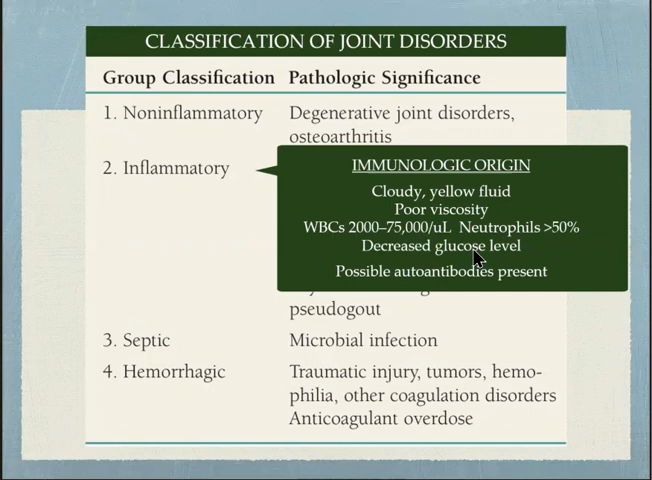 CLASSIFICATION OF JOINT DISORDERS
Group Classification Pathologic Significance
1. Noninflammatory Degenerative joint disorders,
osteoarthritis
2. Inflammatory
IMMUNOLOGIC ORIGIN
Cloudy, yellow fluid
Poor viscosity
WBCs 2000–75,000/uL Neutrophils >50%
Decreased glucose level
Possible autoantibodies present
pseudogout
3. Septic Microbial infection
4. Hemorrhagic Traumatic injury, tumors, hemo-
philia, other coagulation disorders
Anticoagulant overdose